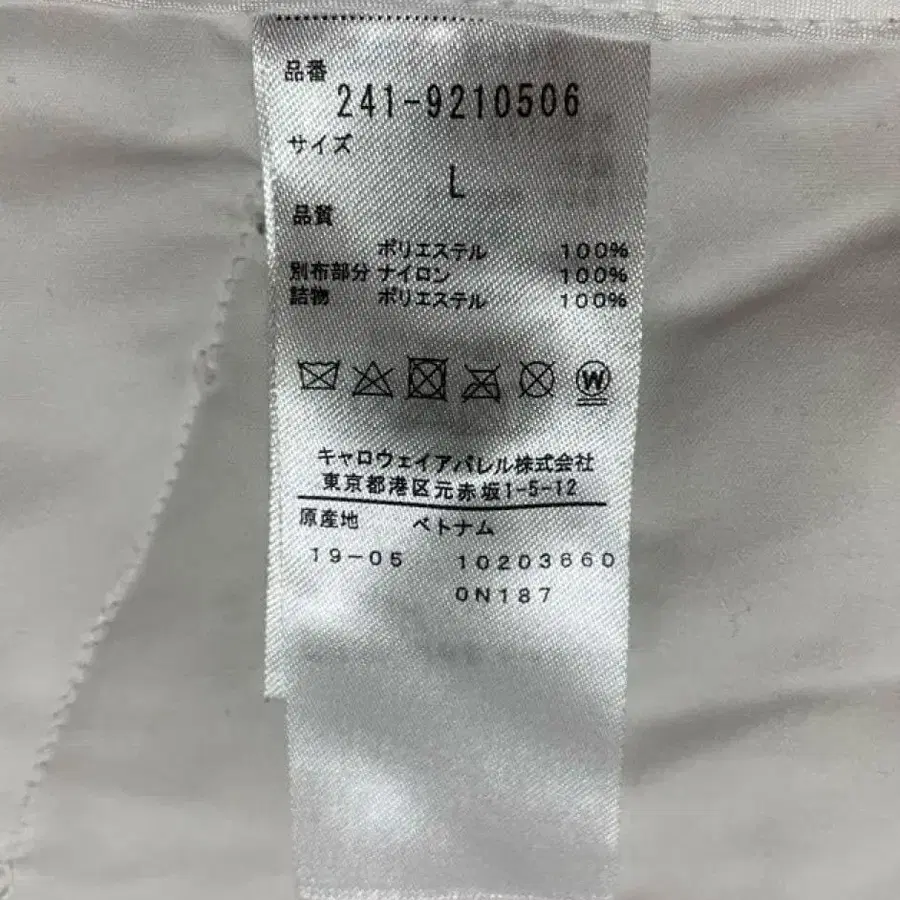 品番
241-9210506
サイズ
L
品質
ポリエステル 100%
別布部分 ナイロン 100%
詰物 ポリエステル 100%
W
キャロウェイアパレル株式会社
東京都港区元赤坂1-5-12
原産地 ベトナム
19-05 10203660
0N187